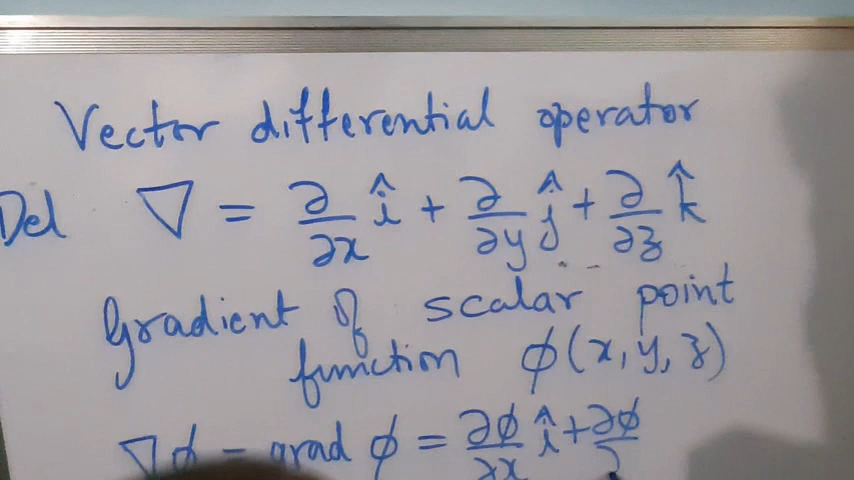 Vector differential operator
Del ∇ = ∂/∂x î + ∂/∂y ĵ + ∂/∂z k̂
Gradient of scalar point
function ϕ(x, y, z)
∇ϕ = grad ϕ = ∂ϕ/∂x î + ∂ϕ/∂